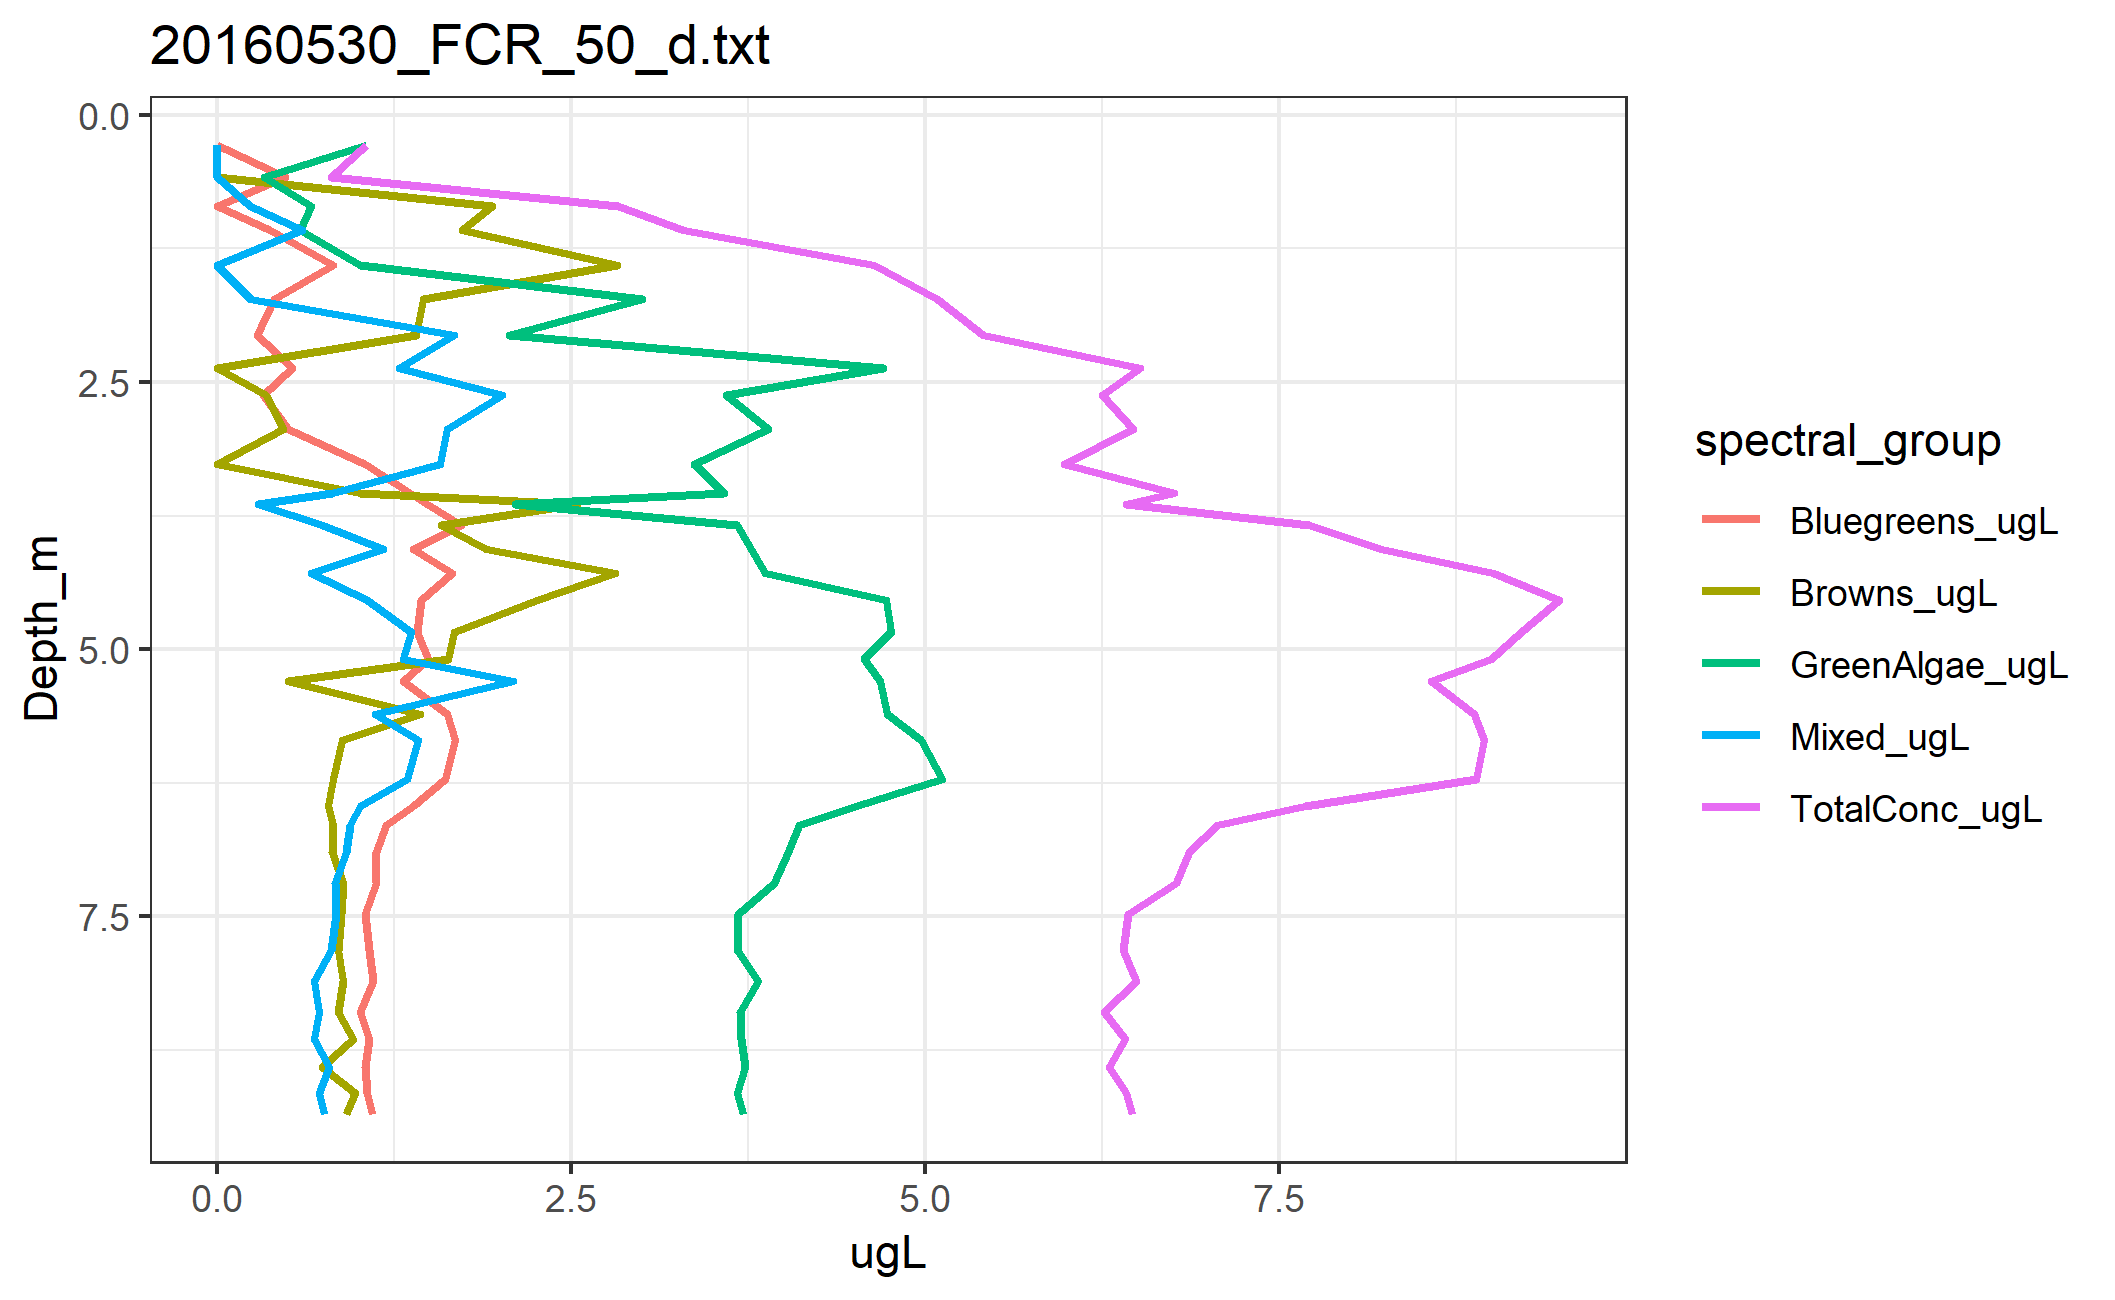 20160530_FCR_50_d.txt
0.0
2.5
5.0
7.5
Depth_m
0.0
2.5
5.0
7.5
ugL
spectral_group
Bluegreens_ugL
Browns_ugL
GreenAlgae_ugL
Mixed_ugL
TotalConc_ugL